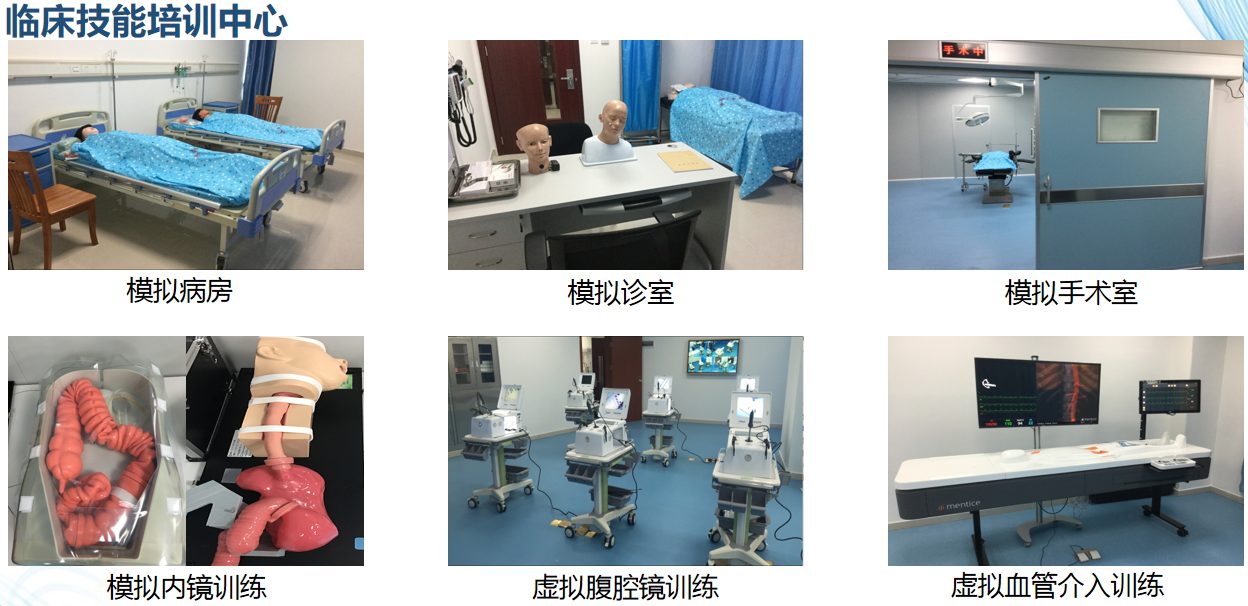 临床技能培训中心
手术中
模拟病房
模拟诊室
模拟手术室
mentice
模拟内镜训练
虚拟腹腔镜训练
虚拟血管介入训练